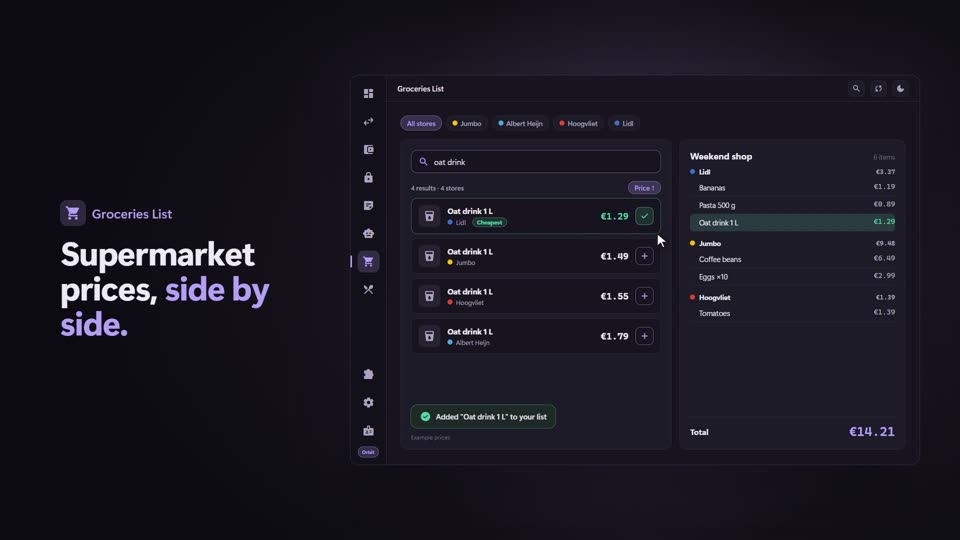 Groceries List
Supermarket
prices, side by
side.
Groceries List
All stores
Jumbo
Albert Heijn
Hoogvliet
Lidl
oat drink
4 results · 4 stores
Price ↑
Oat drink 1 L
Lidl
Cheapest
€1.29
Oat drink 1 L
Jumbo
€1.49
Oat drink 1 L
Hoogvliet
€1.55
Oat drink 1 L
Albert Heijn
€1.79
Added "Oat drink 1 L" to your list
Example prices
Orbit
Weekend shop
6 items
Lidl €3.37
Bananas €1.19
Pasta 500 g €0.89
Oat drink 1 L €1.29
Jumbo €9.48
Coffee beans €6.49
Eggs ×10 €2.99
Hoogvliet €1.39
Tomatoes €1.39
Total €14.21